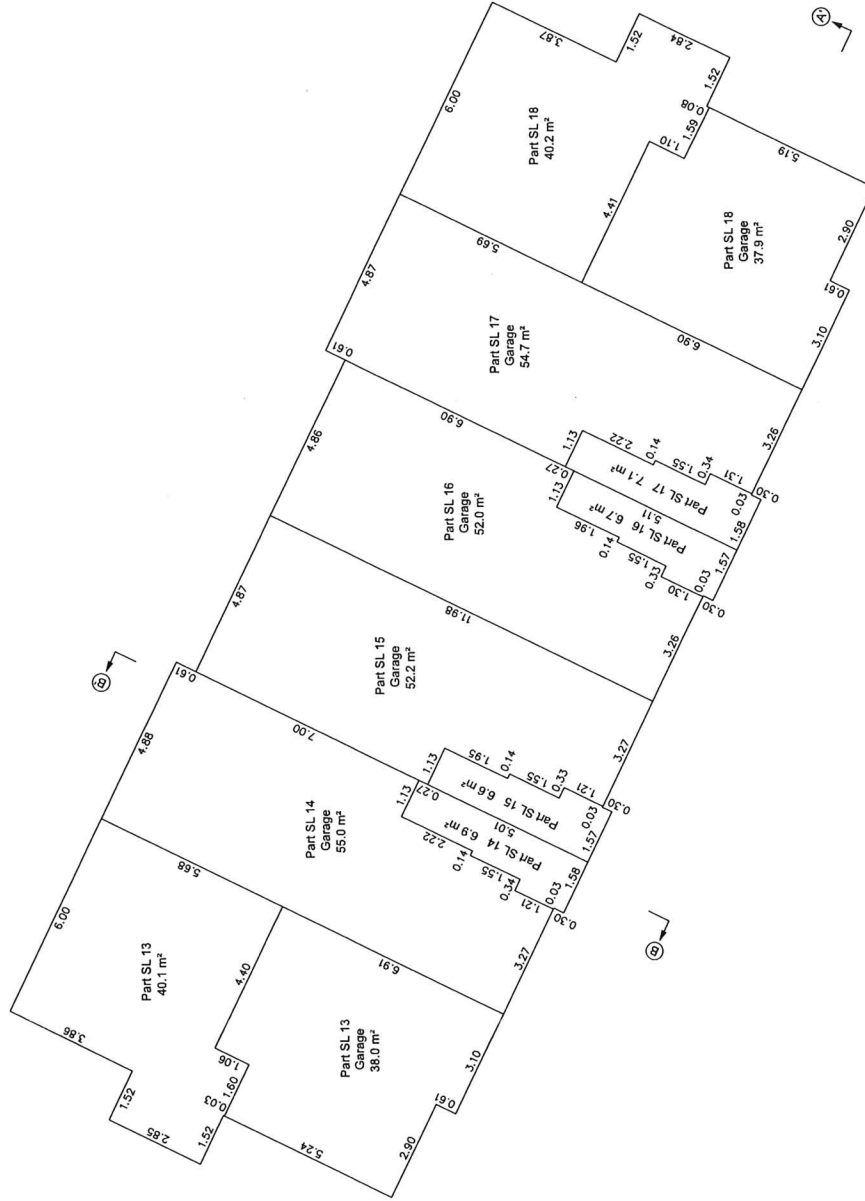 A'
3.87
1.52
2.84
6.00
Part SL 18
40.2 m²
1.52
0.08
1.59
1.10
4.41
5.19
Part SL 18
Garage
37.9 m²
2.90
0.61
3.10
4.87
5.69
0.61
Part SL 17
Garage
54.7 m²
6.90
4.86
6.90
1.13
2.22
0.14
1.55
0.34
1.31
3.26
0.30
0.03
Part SL 17 7.1 m²
0.27
5.11
1.58
1.13
Part SL 16 6.7 m²
1.96
0.14
1.55
0.33
1.30
0.03
1.57
0.30
Part SL 16
Garage
52.0 m²
4.87
11.98
3.26
B'
Part SL 15
Garage
52.2 m²
0.61
4.88
7.00
1.13
1.95
0.14
1.55
0.33
1.21
3.27
0.30
0.03
Part SL 15 6.6 m²
0.27
5.01
1.57
1.13
Part SL 14 6.9 m²
2.22
0.14
1.55
0.34
1.21
0.03
1.58
0.30
Part SL 14
Garage
55.0 m²
B
6.00
5.68
3.27
Part SL 13
40.1 m²
4.40
6.91
3.86
1.06
1.52
1.60
0.03
2.85
1.52
Part SL 13
Garage
38.0 m²
3.10
0.61
5.24
2.90